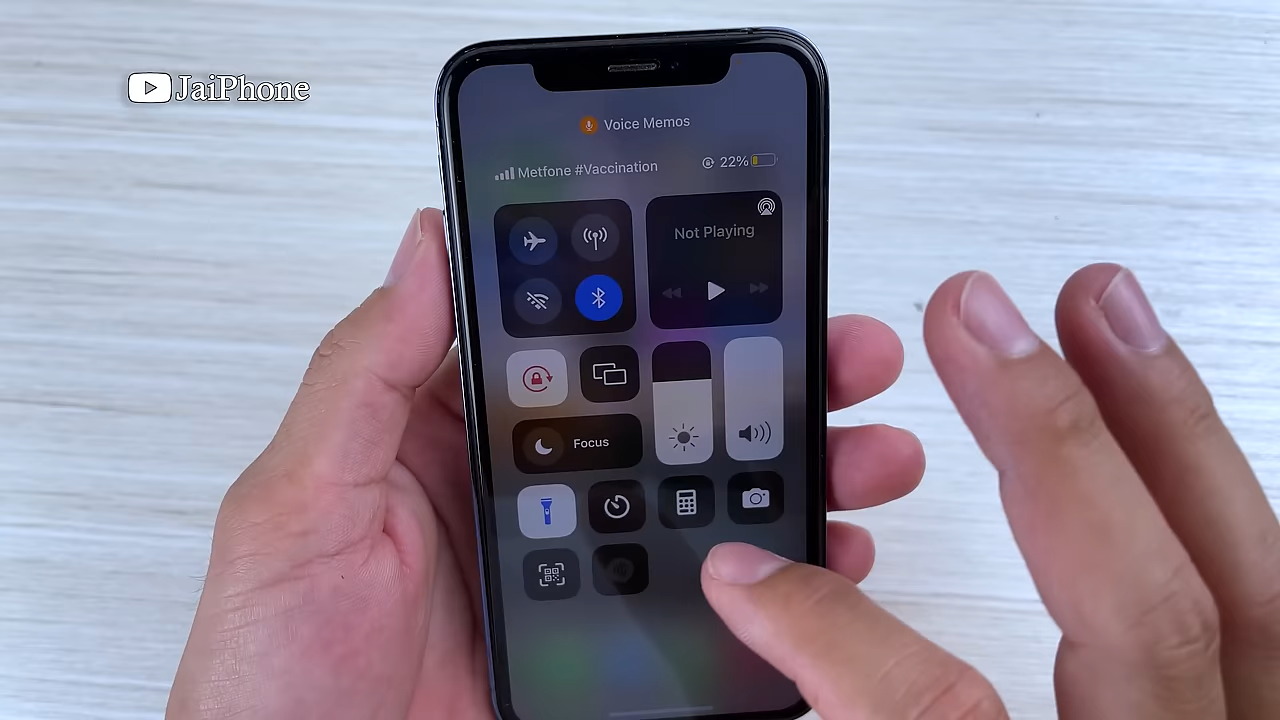 JaiPhone
Voice Memos
Metfone #Vaccination 22%
Not Playing
Focus